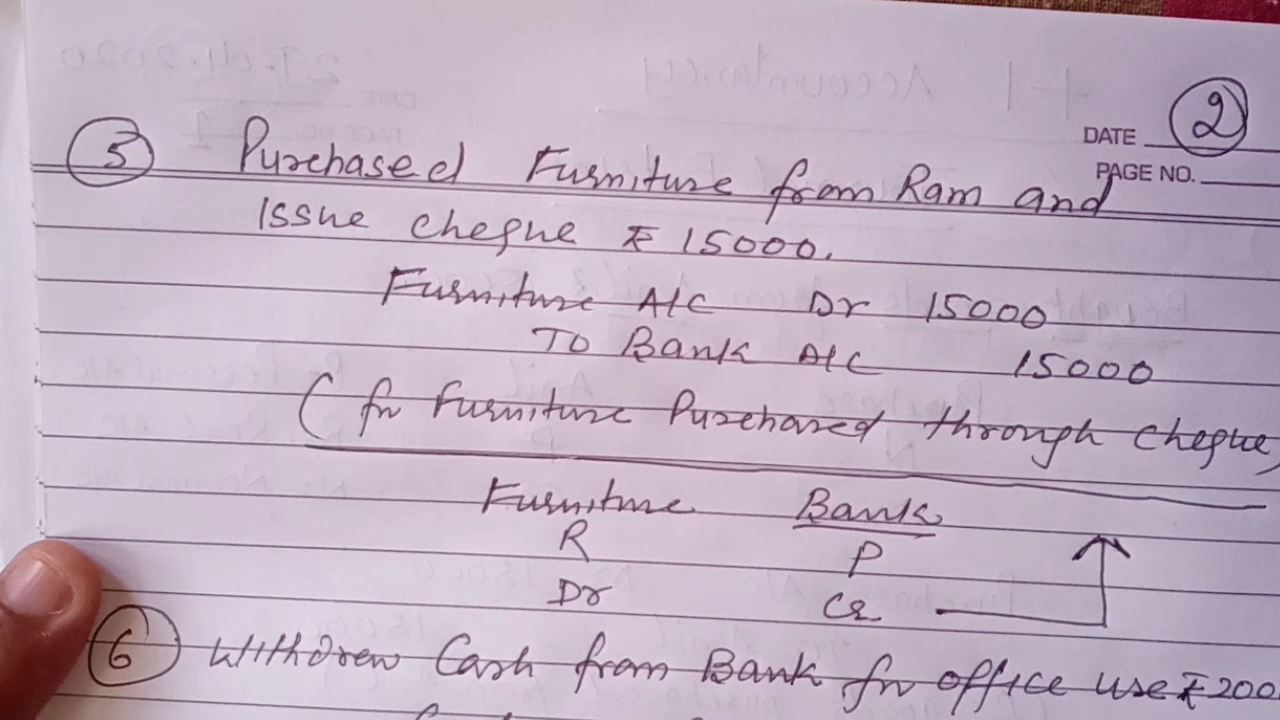 2
DATE
PAGE NO.
5 Purchased Furniture from Ram and
Issue cheque ₹ 15000.
Furniture A/C Dr 15000
To Bank A/C 15000
(for Furniture Purchased through cheque)
Furniture Bank
R P
Dr Cr
6 Withdrew Cash from Bank for office use ₹ 200